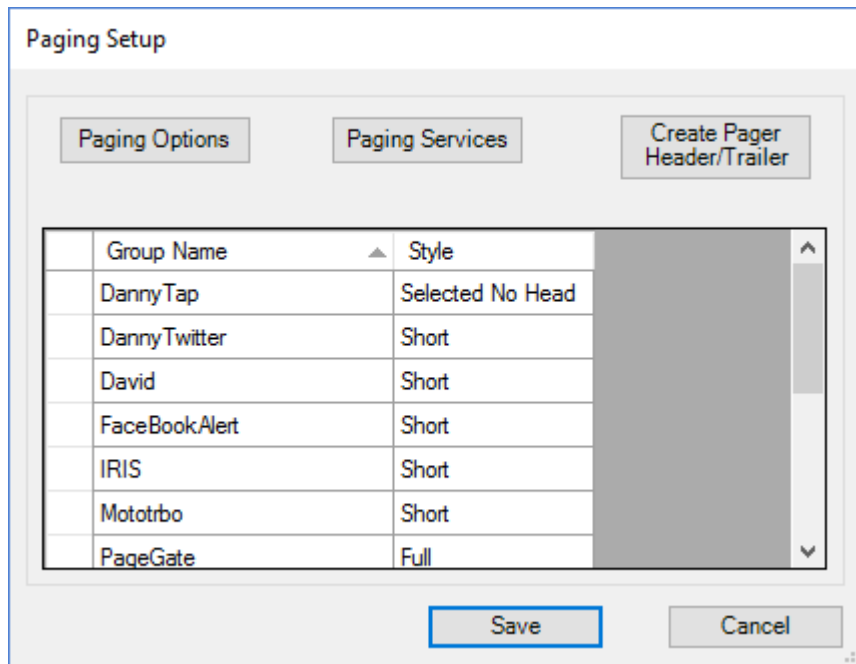 Paging Setup
Paging Options
Paging Services
Create Pager
Header/Trailer
Group Name Style
DannyTap Selected No Head
DannyTwitter Short
David Short
FaceBookAlert Short
IRIS Short
Mototrbo Short
PageGate Full
Save Cancel